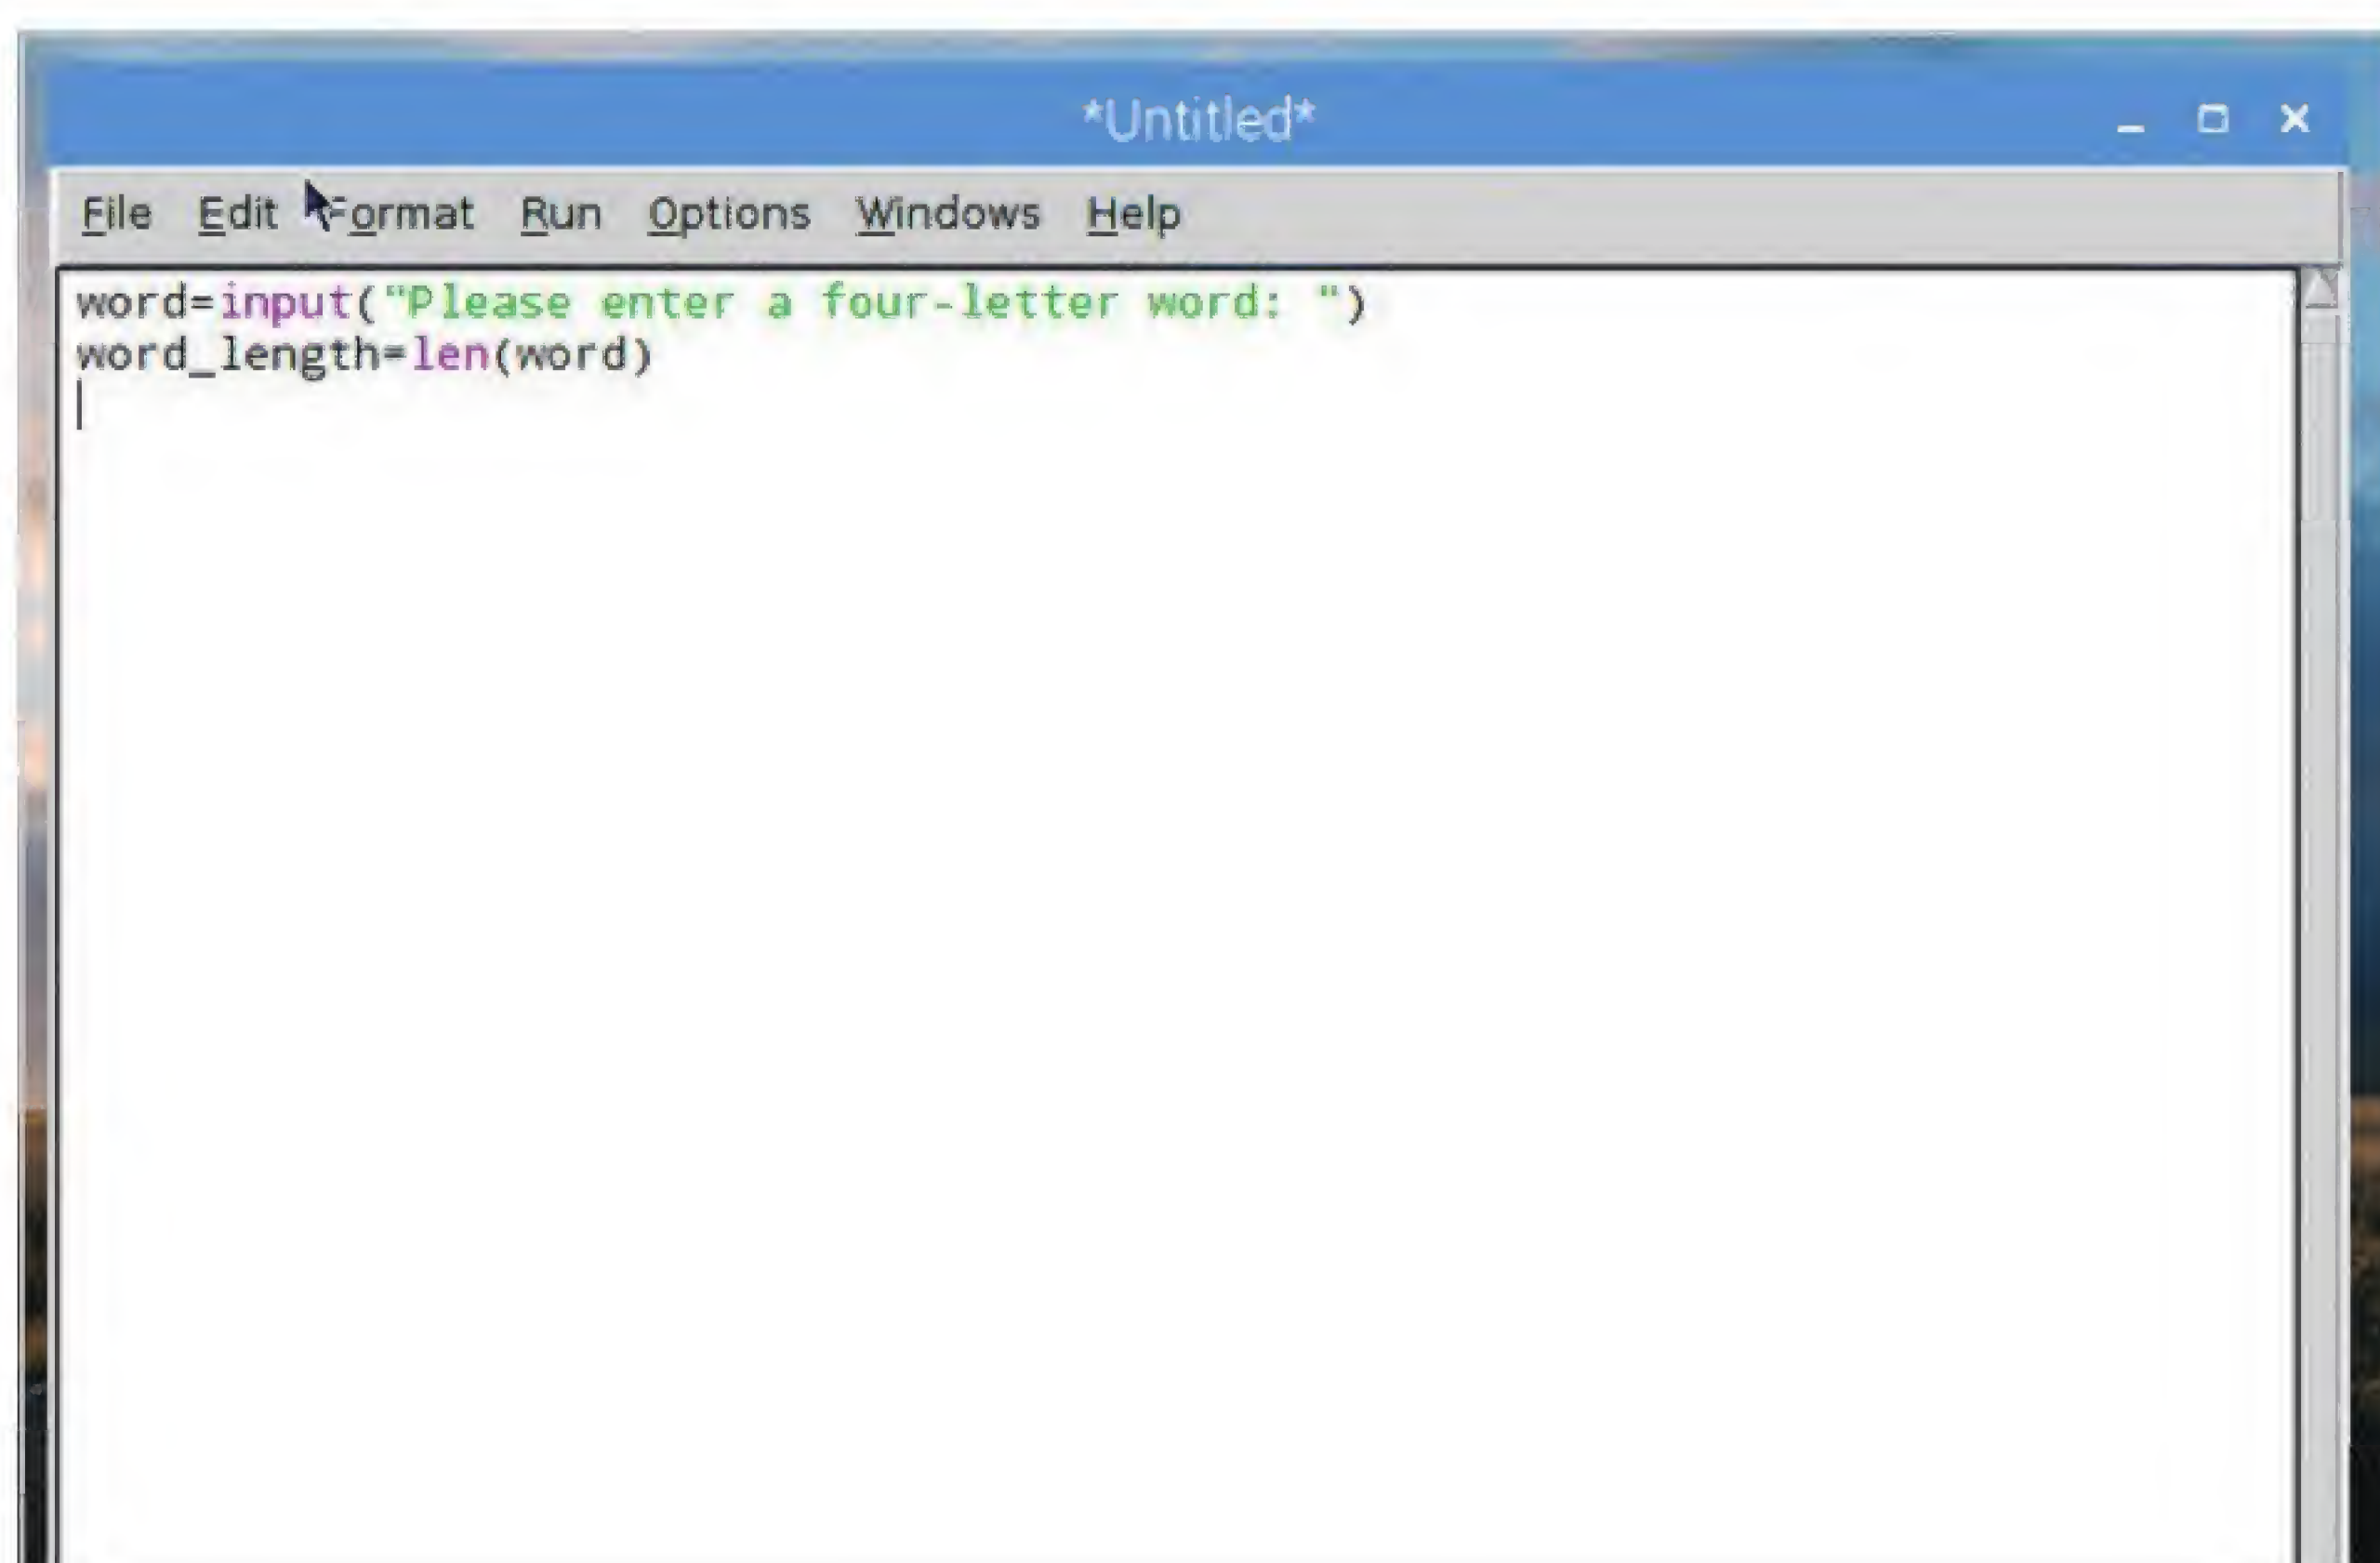 *Untitled*
File Edit Format Run Options Windows Help
word=input("Please enter a four-letter word: ")
word_length=len(word)